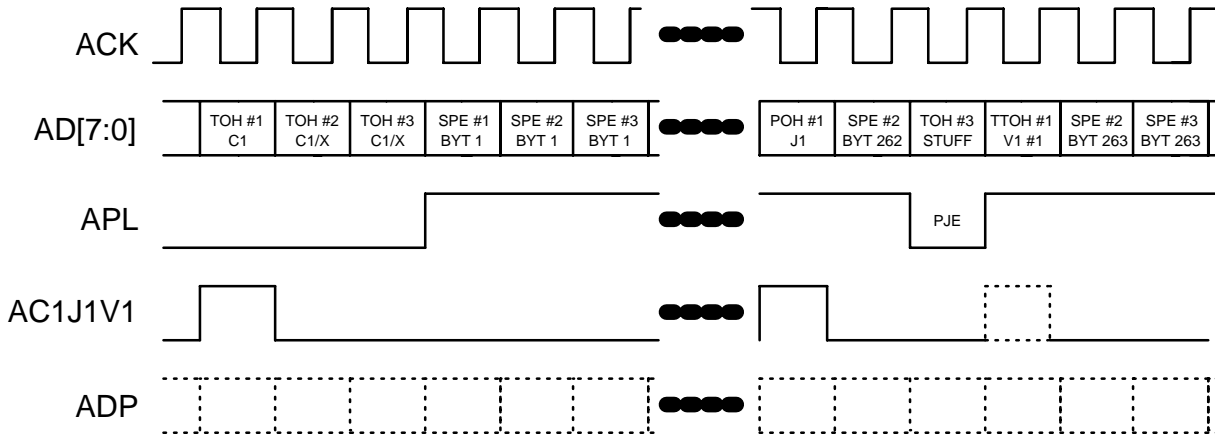 ACK
AD[7:0]
TOH #1
C1
TOH #2
C1/X
TOH #3
C1/X
SPE #1
BYT 1
SPE #2
BYT 1
SPE #3
BYT 1
POH #1
J1
SPE #2
BYT 262
TOH #3
STUFF
TTOH #1
V1 #1
SPE #2
BYT 263
SPE #3
BYT 263
APL
PJE
AC1J1V1
ADP